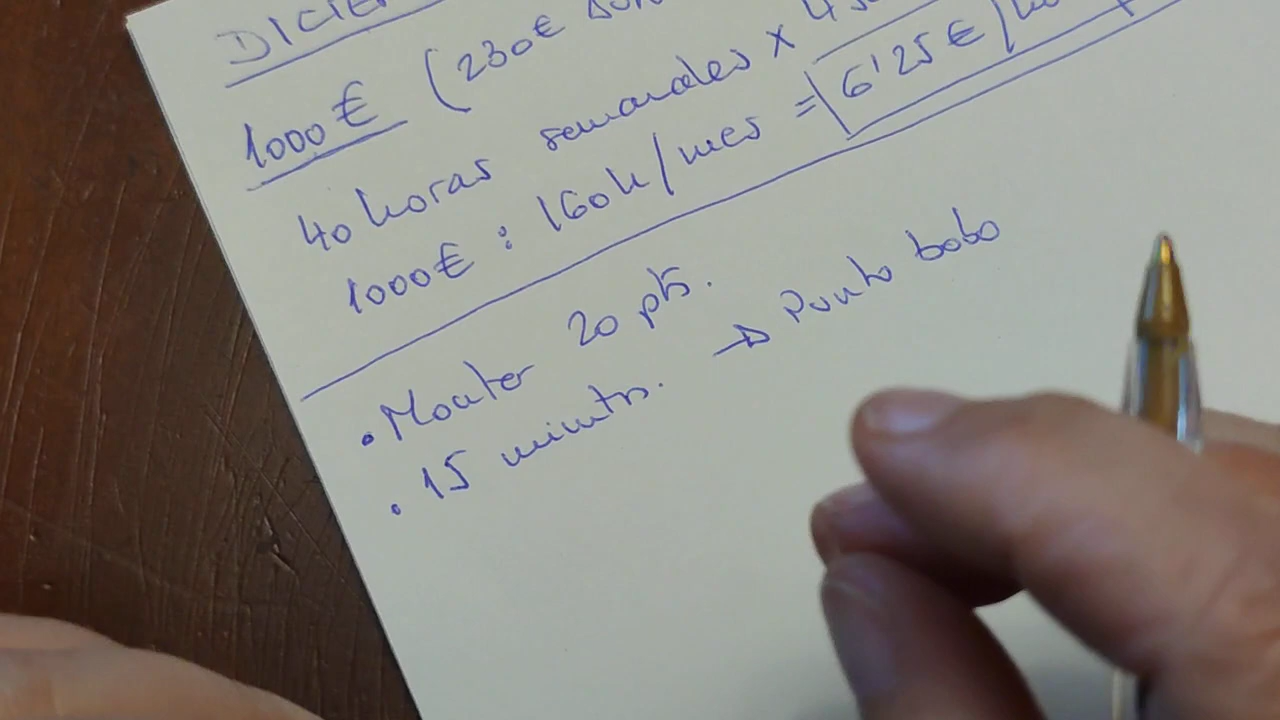 1000€ (230€
40 horas semanales x 4
1000€ : 160h/mes = 6'25€/
• Montar 20 pts.
• 15 minutos. → Punto bobo